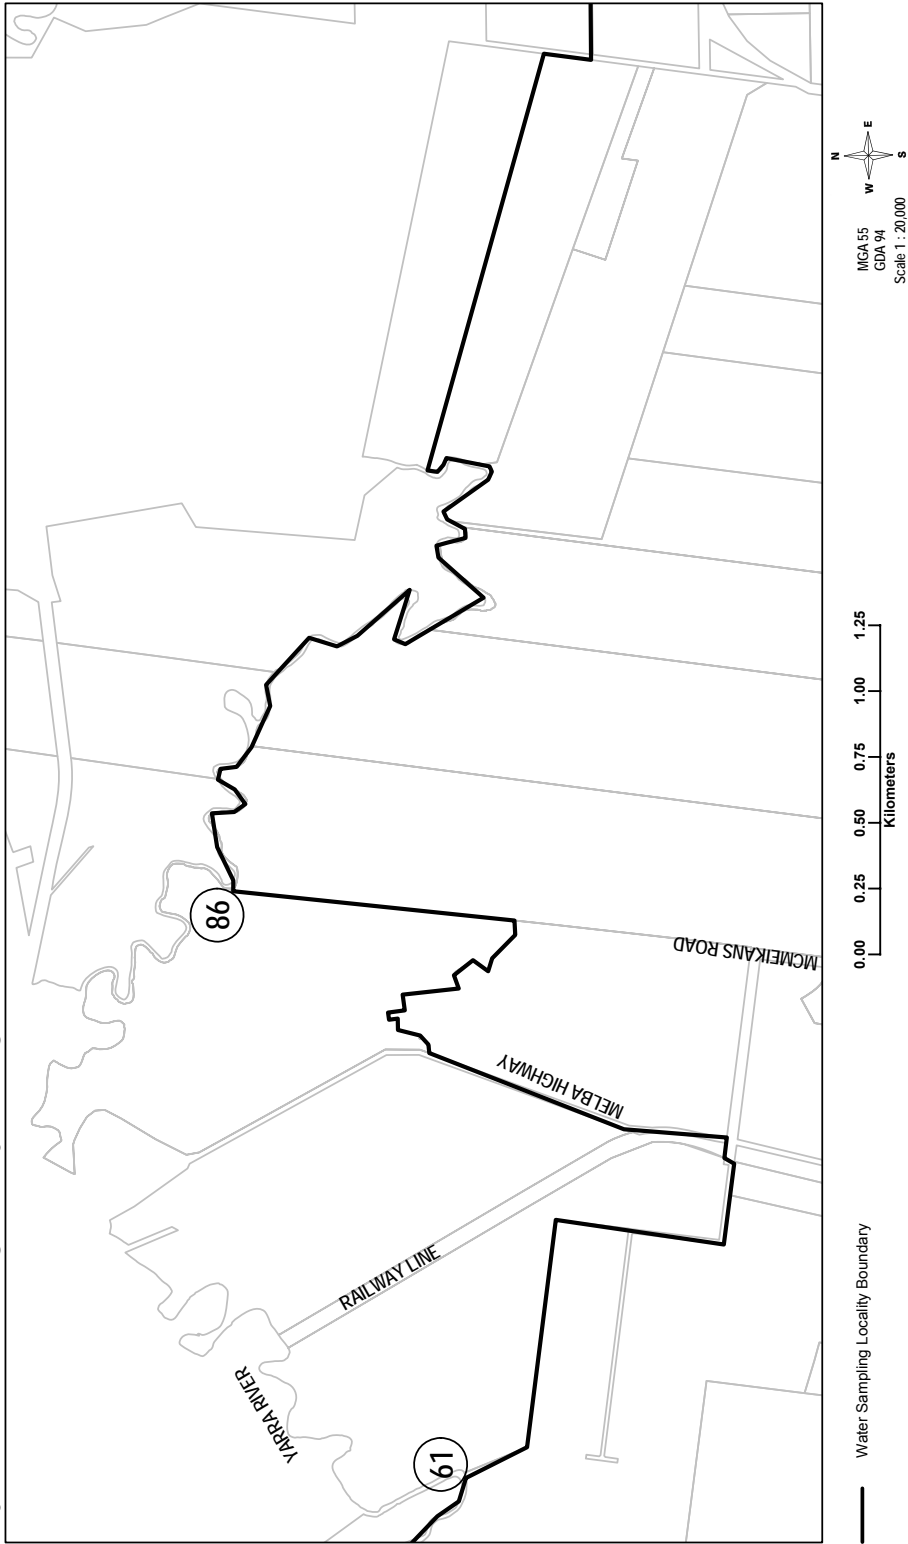 86
61
YARRA RIVER
RAILWAY LINE
MELBA HIGHWAY
MCMEIKANS ROAD
Water Sampling Locality Boundary
0.00 0.25 0.50 0.75 1.00 1.25
Kilometers
MGA 55
GDA 94
Scale 1 : 20,000
N
W E
S